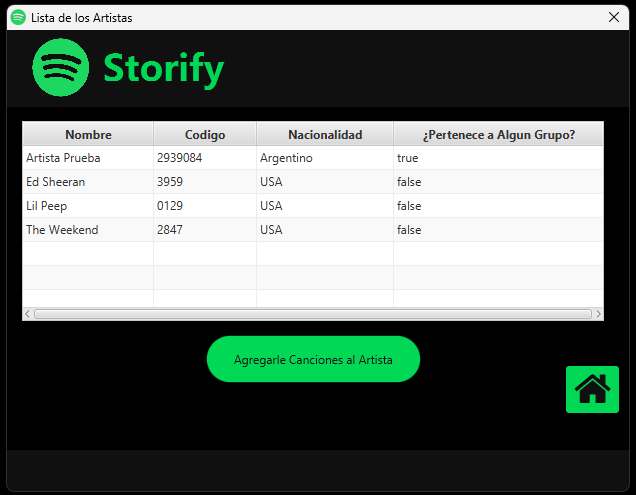 Lista de los Artistas
Storify
Nombre Codigo Nacionalidad ¿Pertenece a Algun Grupo?
Artista Prueba 2939084 Argentino true
Ed Sheeran 3959 USA false
Lil Peep 0129 USA false
The Weekend 2847 USA false
Agregarle Canciones al Artista